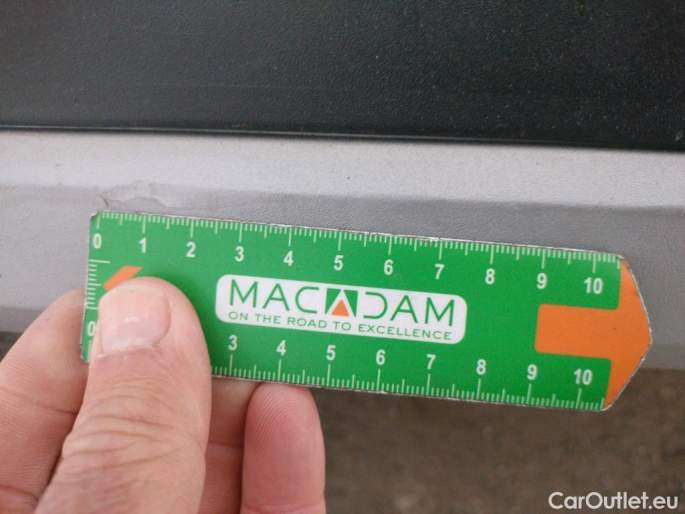 0 1 2 3 4 5 6 7 8 9 10
MACADAM
ON THE ROAD TO EXCELLENCE
0 3 4 5 6 7 8 9 10
CarOutlet.eu